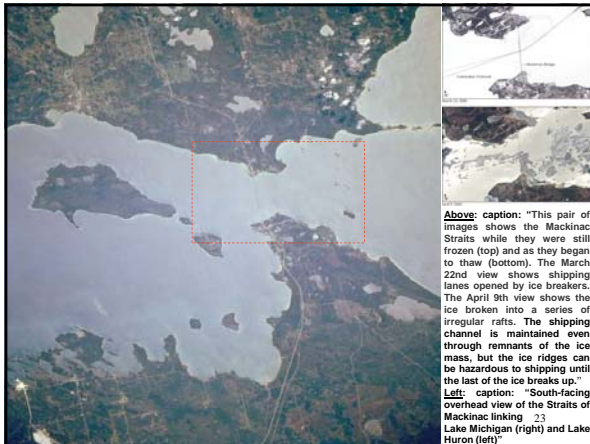 Mackinac Bridge
Above: caption: “This pair of
images shows the Mackinac
Straits while they were still
frozen (top) and as they began
to thaw (bottom). The March
22nd view shows shipping
lanes opened by ice breakers.
The April 9th view shows the
ice broken into a series of
irregular rafts. The shipping
channel is maintained even
through remnants of the ice
mass, but the ice ridges can
be hazardous to shipping until
the last of the ice breaks up.”
Left: caption: “South-facing
overhead view of the Straits of
Mackinac linking 23
Lake Michigan (right) and Lake
Huron (left)”